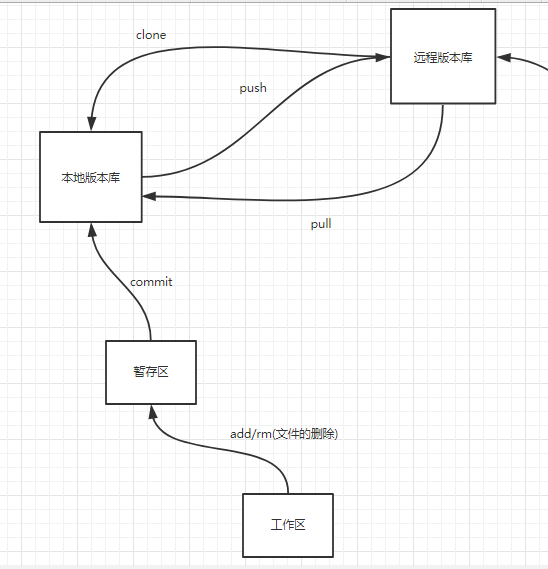 clone
远程版本库
push
本地版本库
pull
commit
暂存区
add/rm(文件的删除)
工作区